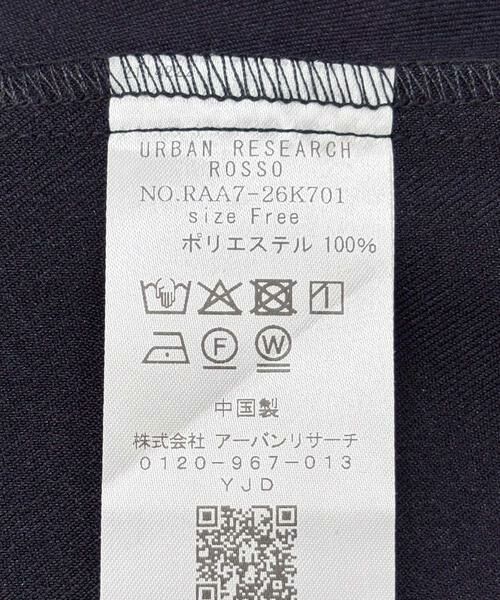 URBAN RESEARCH
ROSSO
NO.RAA7-26K701
size Free
ポリエステル 100%
F W
中国製
株式会社 アーバンリサーチ
0120-967-013
YJD